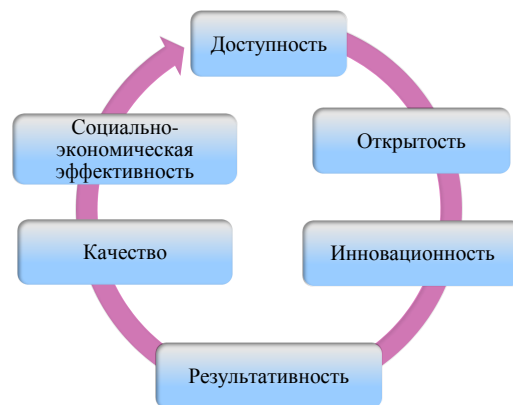 Доступность
Открытость
Инновационность
Результативность
Качество
Социально-
экономическая
эффективность